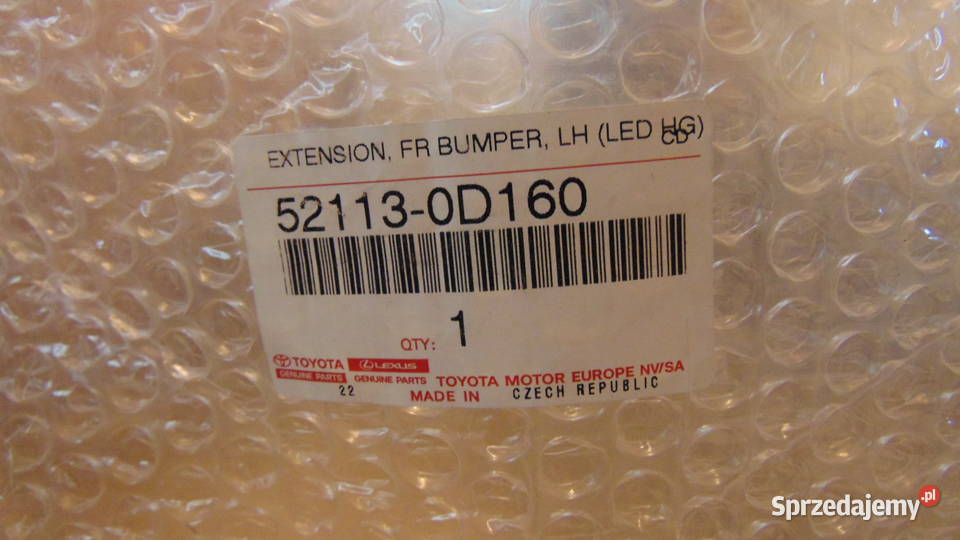 EXTENSION, FR BUMPER, LH (LED HG)
CD
52113-0D160
QTY: 1
TOYOTA LEXUS
GENUINE PARTS GENUINE PARTS TOYOTA MOTOR EUROPE NV/SA
22 MADE IN CZECH REPUBLIC
Sprzedajemy.pl